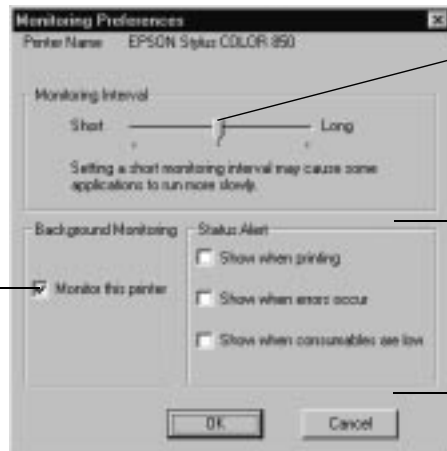 Monitoring Preferences
Printer Name EPSON Stylus COLOR 850
Monitoring Interval
Short Long
Setting a short monitoring interval may cause some
applications to run more slowly.
Background Monitoring
Monitor this printer
Status Alert
Show when printing
Show when errors occur
Show when consumables are low
OK Cancel